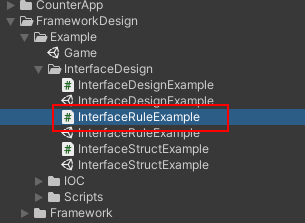 CounterApp
FrameworkDesign
Example
Game
InterfaceDesign
InterfaceDesignExample
InterfaceDesignExample
InterfaceRuleExample
InterfaceRuleExample
InterfaceStructExample
InterfaceStructExample
IOC
Scripts
Framework